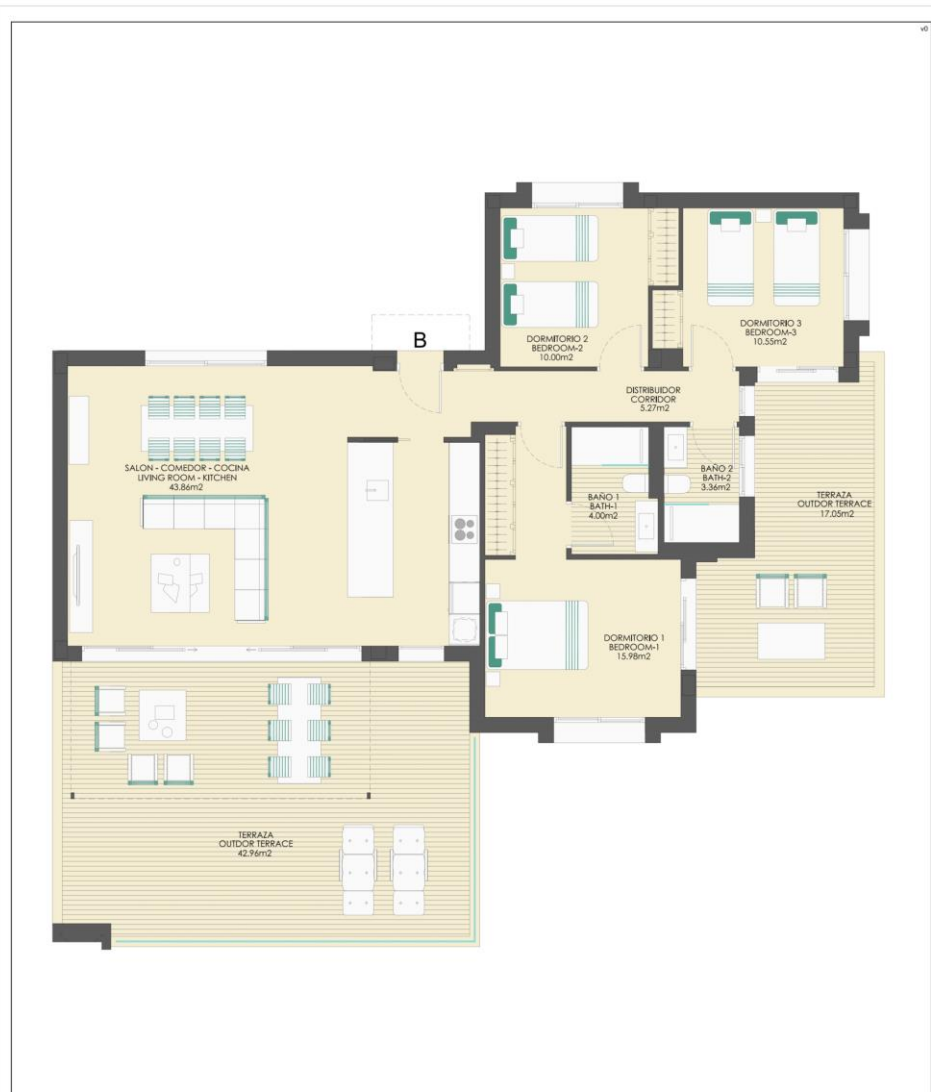 v0
DORMITORIO 2
BEDROOM-2
10.00m2
DORMITORIO 3
BEDROOM-3
10.55m2
B
DISTRIBUIDOR
CORRIDOR
5.27m2
SALON - COMEDOR - COCINA
LIVING ROOM - KITCHEN
43.86m2
BAÑO 1
BATH-1
4.00m2
BAÑO 2
BATH-2
3.36m2
TERRAZA
OUTDOR TERRACE
17.05m2
DORMITORIO 1
BEDROOM-1
15.98m2
TERRAZA
OUTDOR TERRACE
42.96m2